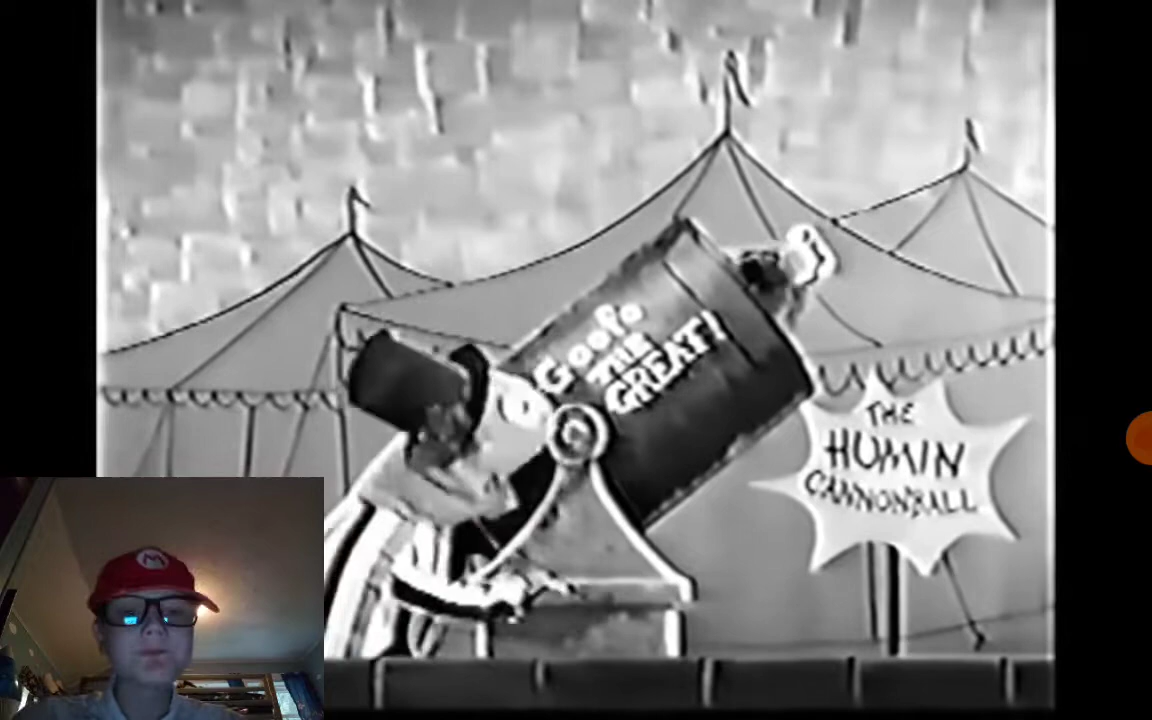 Goofo
THE
GREAT!
THE
HUMIN
CANNONBALL
M